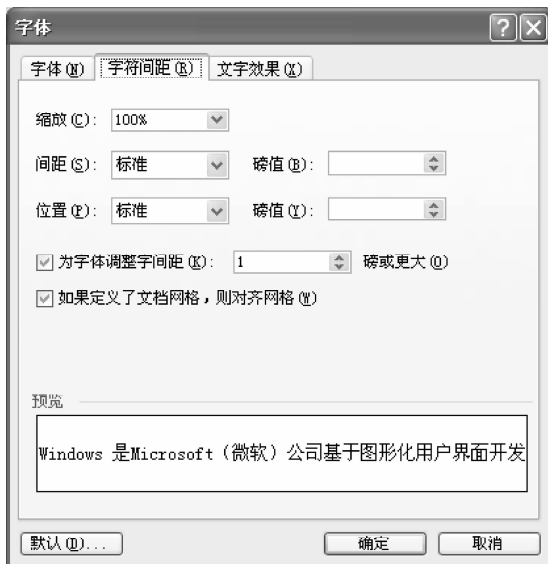 字体
字体(N) 字符间距(R) 文字效果(X)
缩放(C): 100%
间距(S): 标准 磅值(B):
位置(P): 标准 磅值(Y):
为字体调整字间距(K): 1 磅或更大(O)
如果定义了文档网格，则对齐网格(W)
预览
Windows 是Microsoft（微软）公司基于图形化用户界面开发
默认(D)... 确定 取消